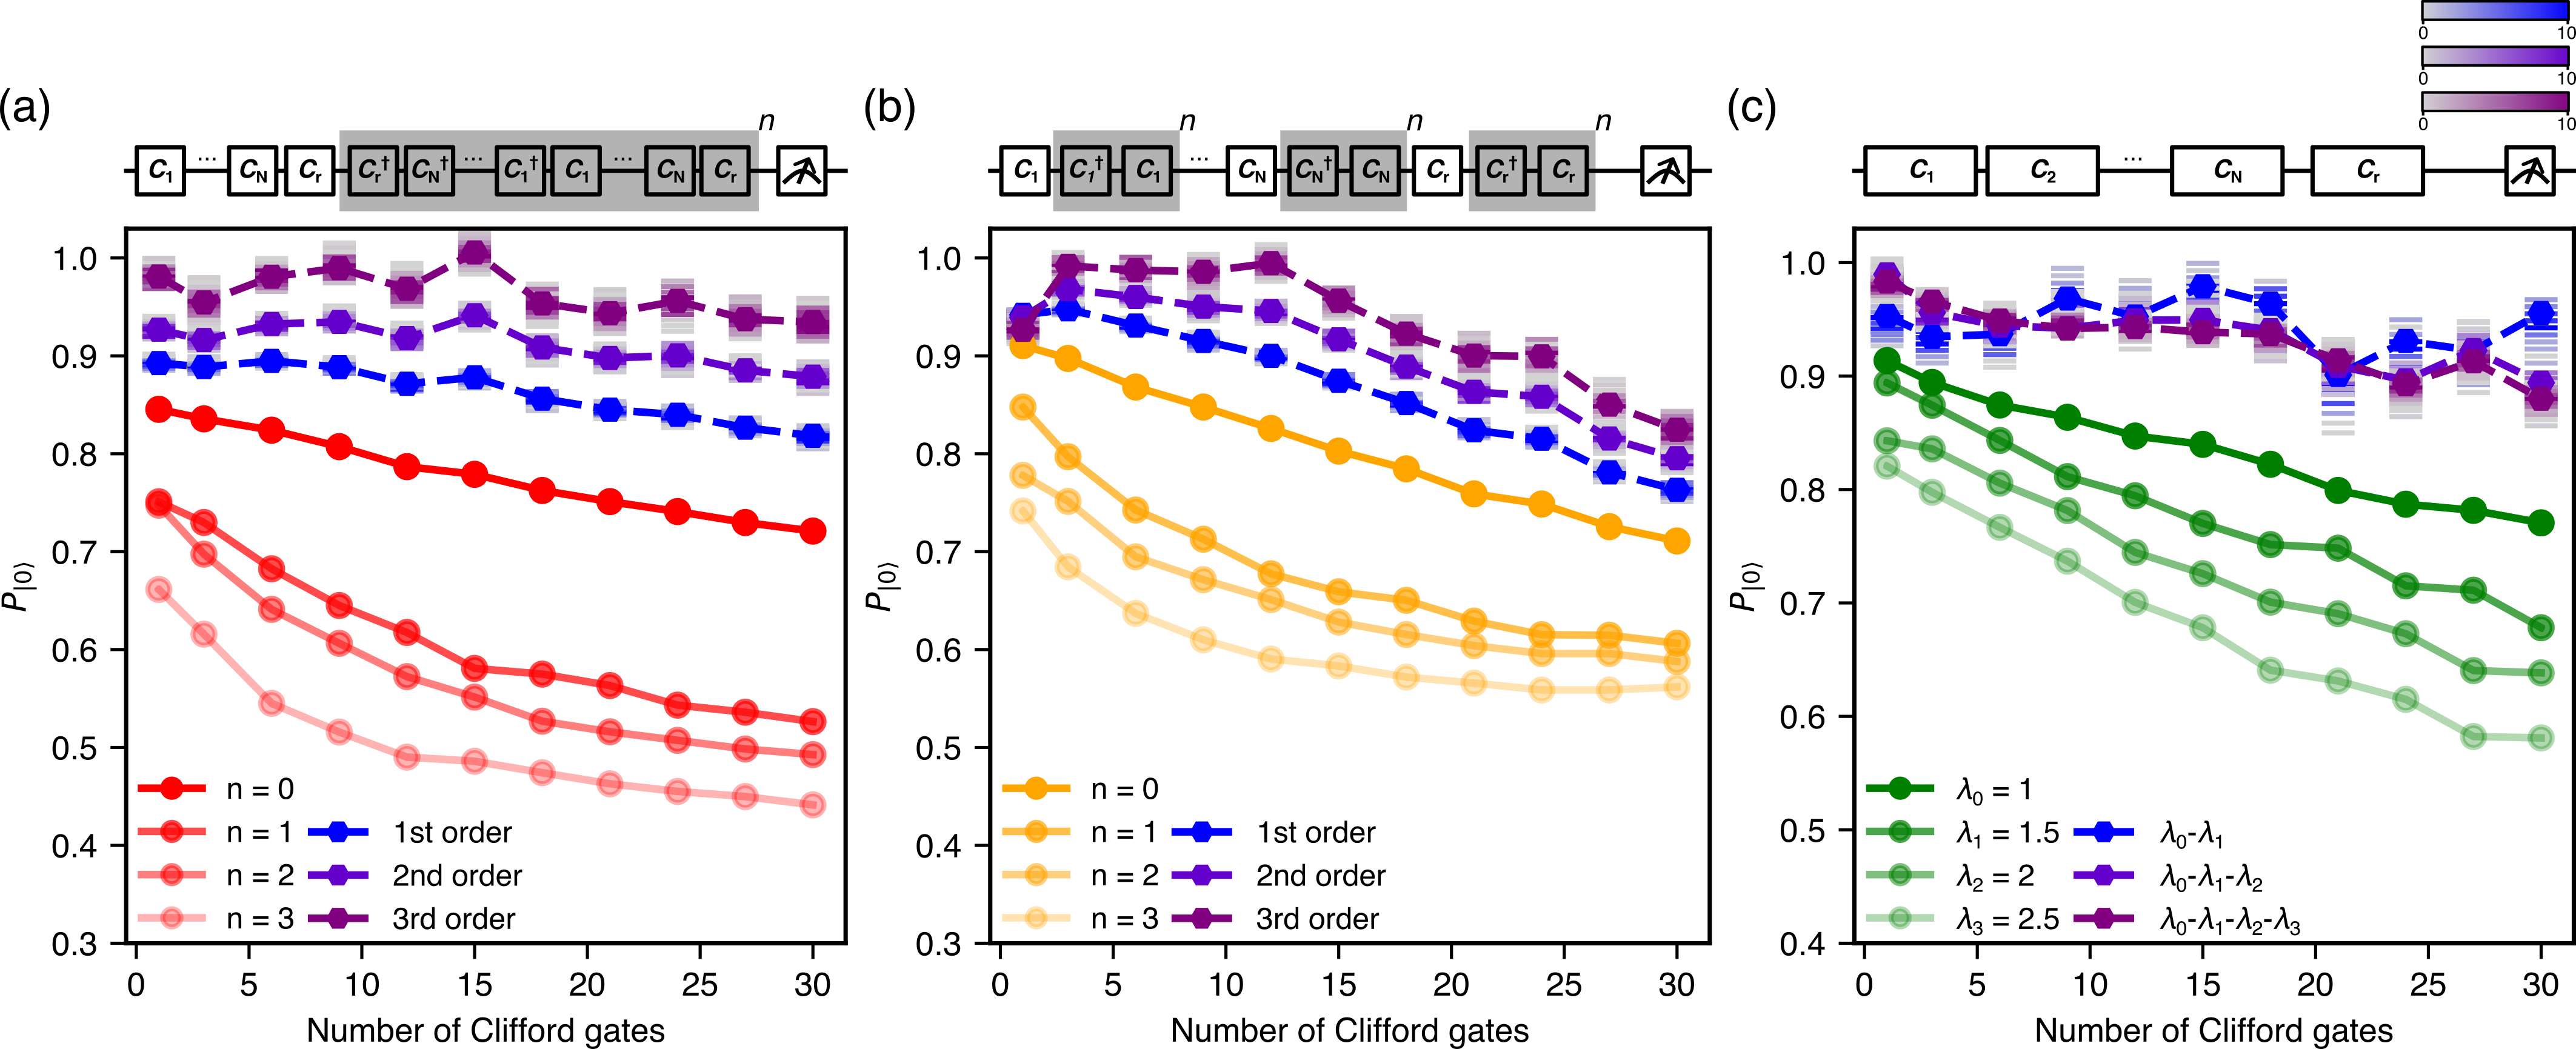 0 10
0 10
0 10
(a)
C1 ... CN Cr Cr† CN† ... C1† C1 ... CN Cr n
1.0
0.9
0.8
0.7
0.6
0.5
0.4
0.3
P|0⟩
n = 0
n = 1 1st order
n = 2 2nd order
n = 3 3rd order
0 5 10 15 20 25 30
Number of Clifford gates
(b)
C1 C1† C1 n ... CN CN† CN n Cr Cr† Cr n
1.0
0.9
0.8
0.7
0.6
0.5
0.4
0.3
P|0⟩
n = 0
n = 1 1st order
n = 2 2nd order
n = 3 3rd order
0 5 10 15 20 25 30
Number of Clifford gates
(c)
C1 C2 ... CN Cr
1.0
0.9
0.8
0.7
0.6
0.5
0.4
P|0⟩
λ0 = 1
λ1 = 1.5 λ0-λ1
λ2 = 2 λ0-λ1-λ2
λ3 = 2.5 λ0-λ1-λ2-λ3
0 5 10 15 20 25 30
Number of Clifford gates